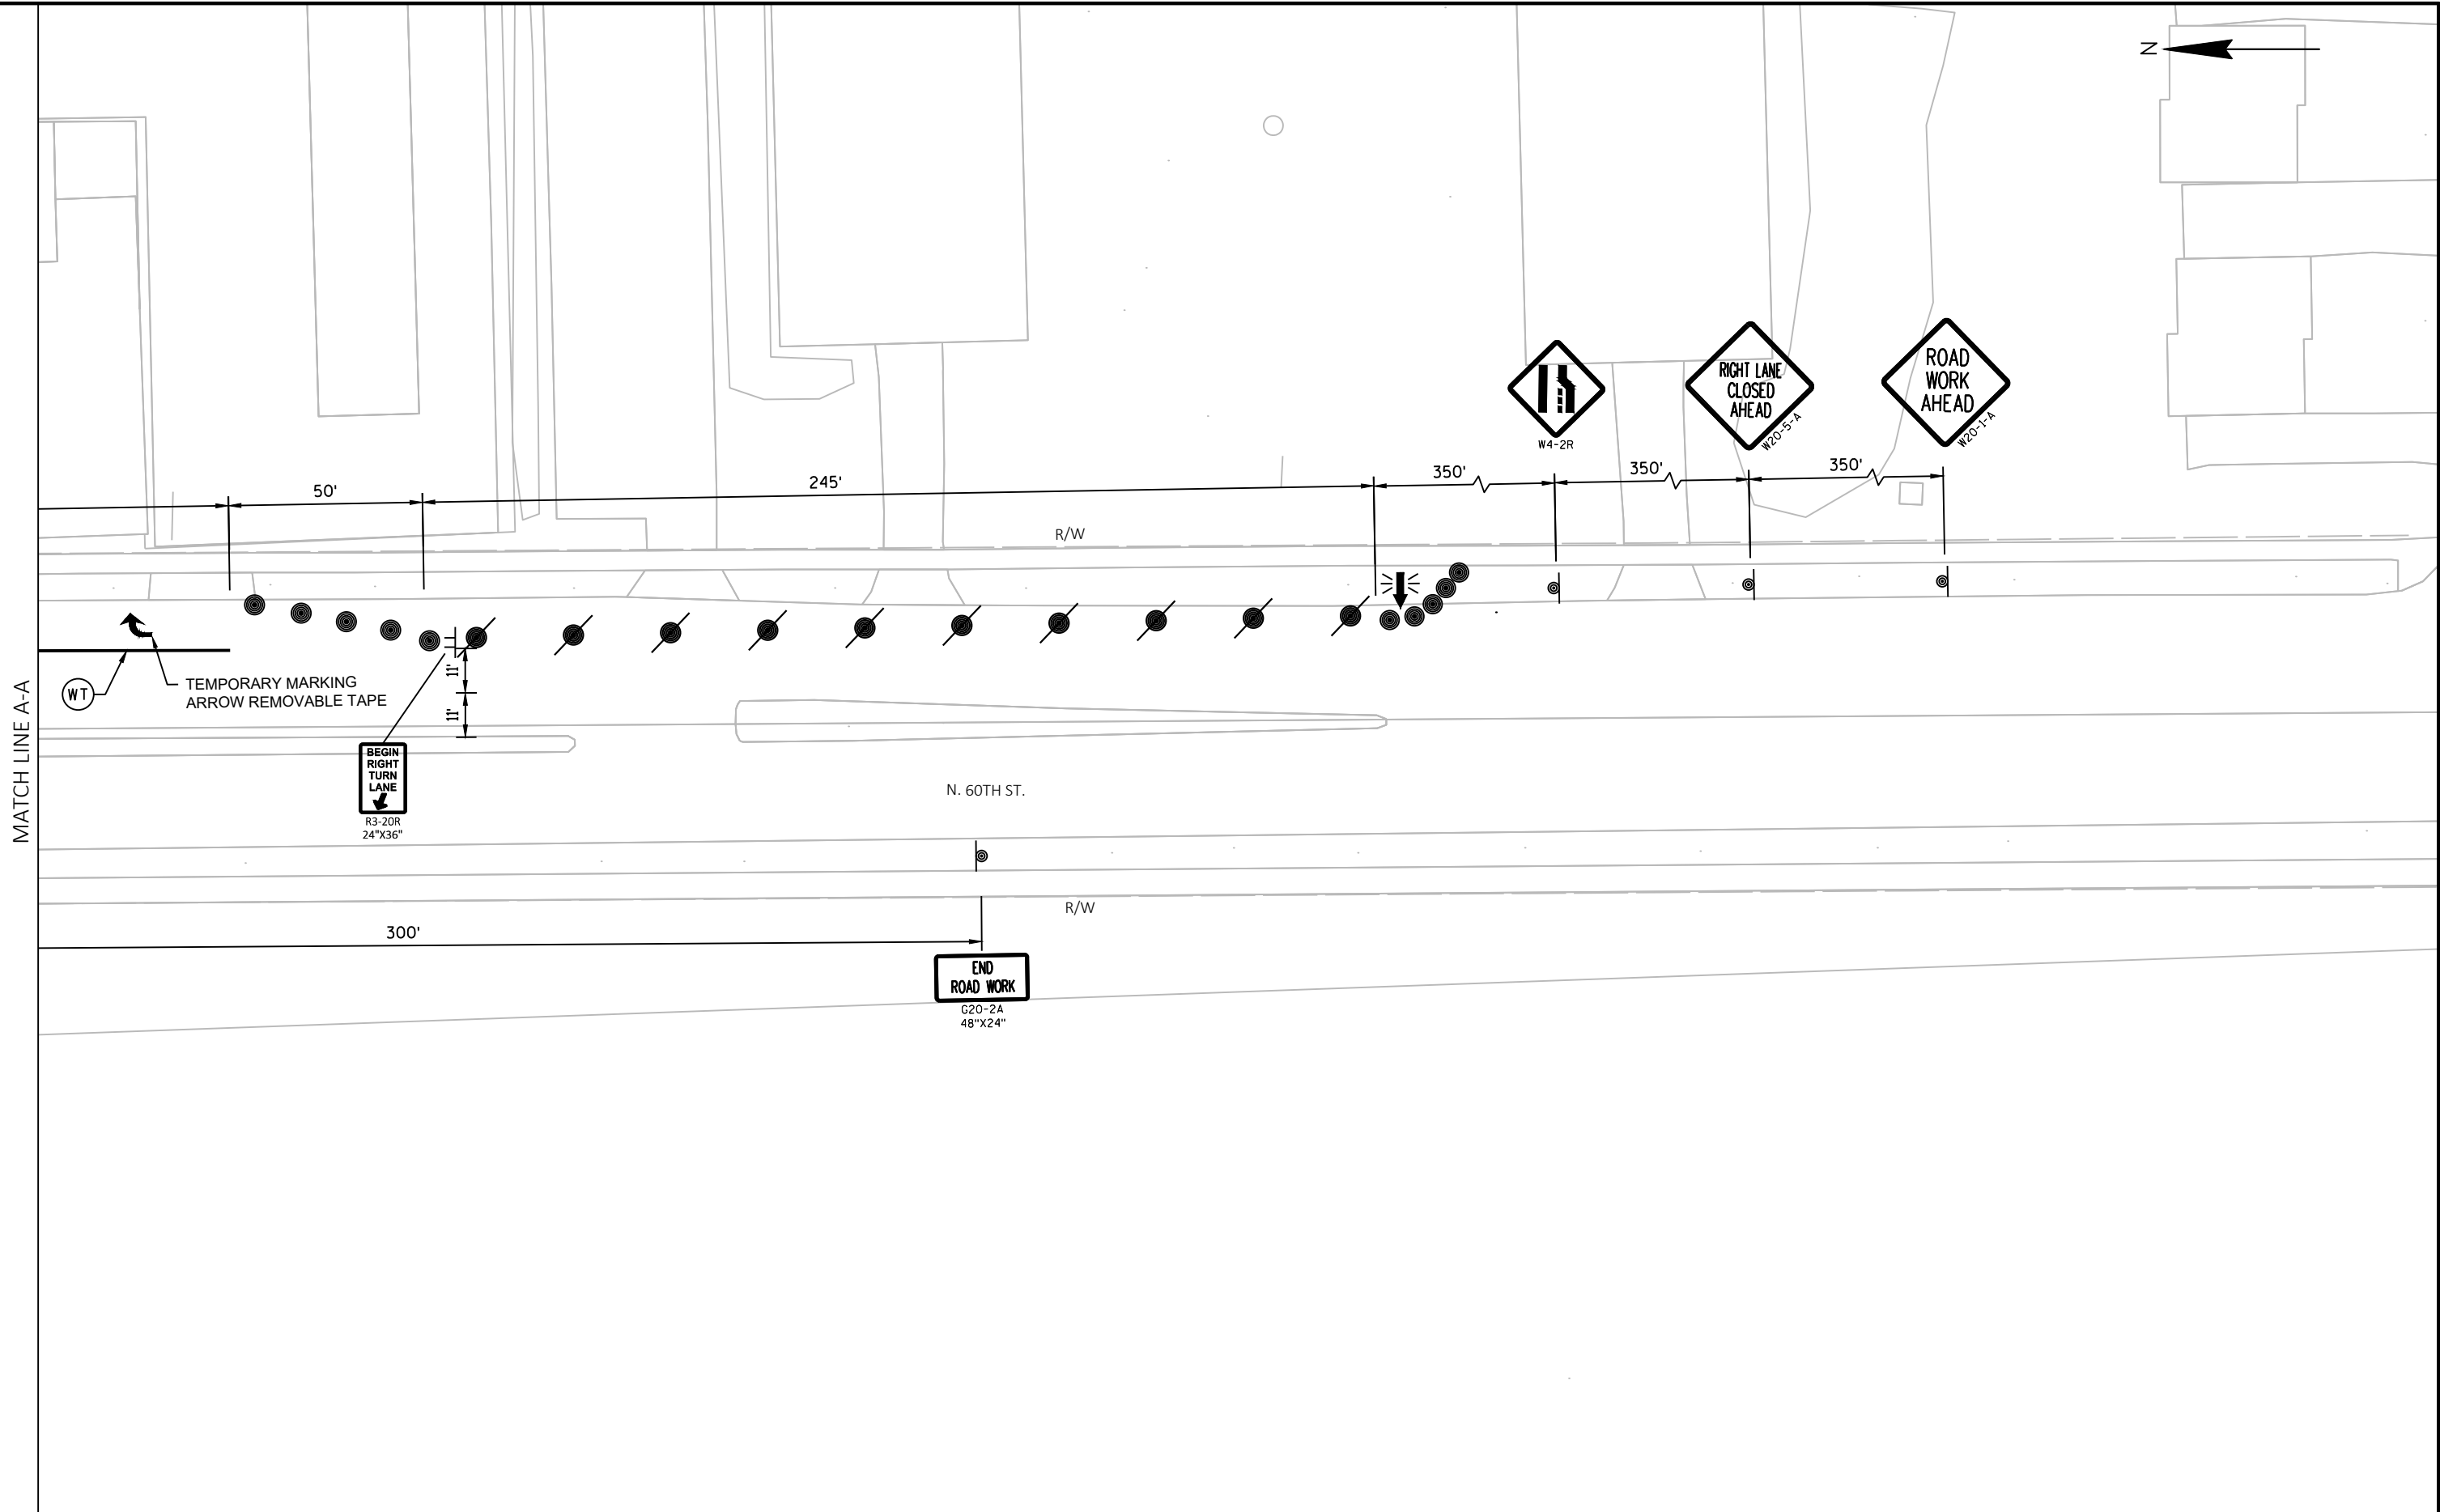 N
W4-2R
RIGHT LANE
CLOSED
AHEAD
W20-5-A
ROAD
WORK
AHEAD
W20-1-A
50'
245'
350'
350'
350'
R/W
MATCH LINE A-A
WT
TEMPORARY MARKING
ARROW REMOVABLE TAPE
11'
11'
BEGIN
RIGHT
TURN
LANE
R3-20R
24"X36"
N. 60TH ST.
R/W
300'
END
ROAD WORK
G20-2A
48"X24"